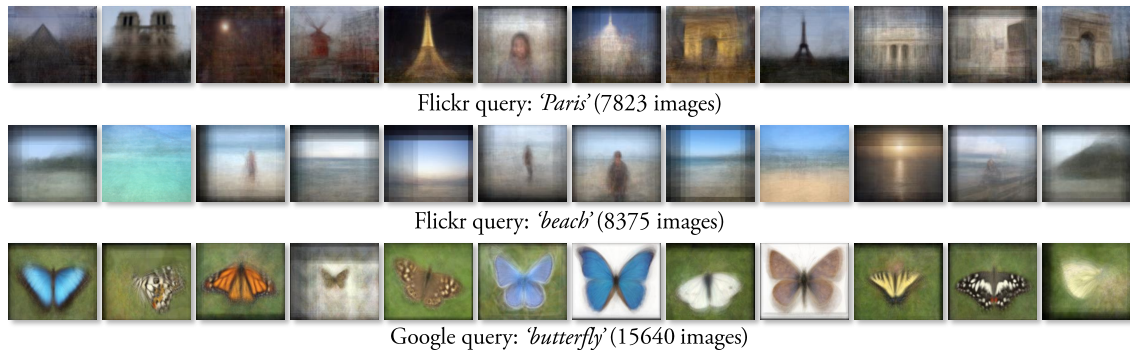 Flickr query: ‘Paris’ (7823 images)
Flickr query: ‘beach’ (8375 images)
Google query: ‘butterfly’ (15640 images)